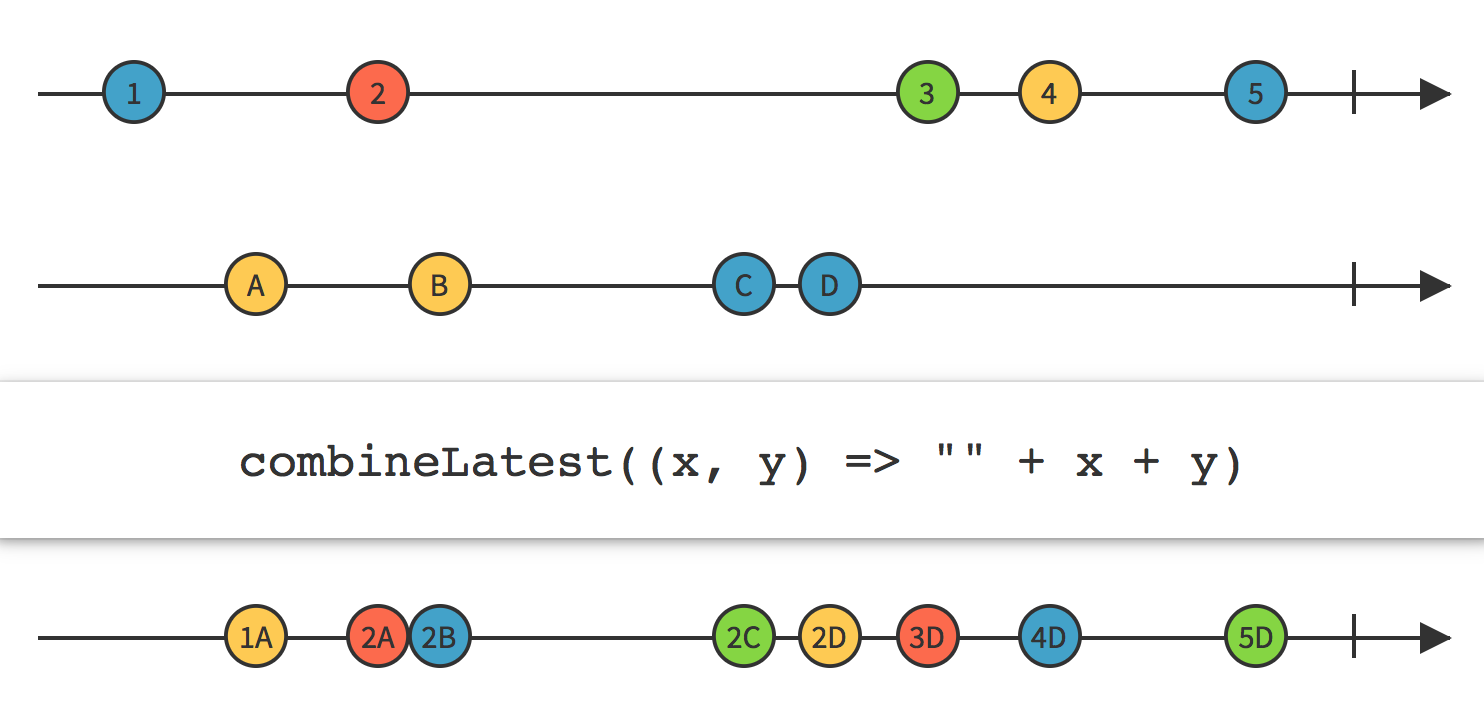 1 2 3 4 5
A B C D
combineLatest((x, y) => "" + x + y)
1A 2A 2B 2C 2D 3D 4D 5D